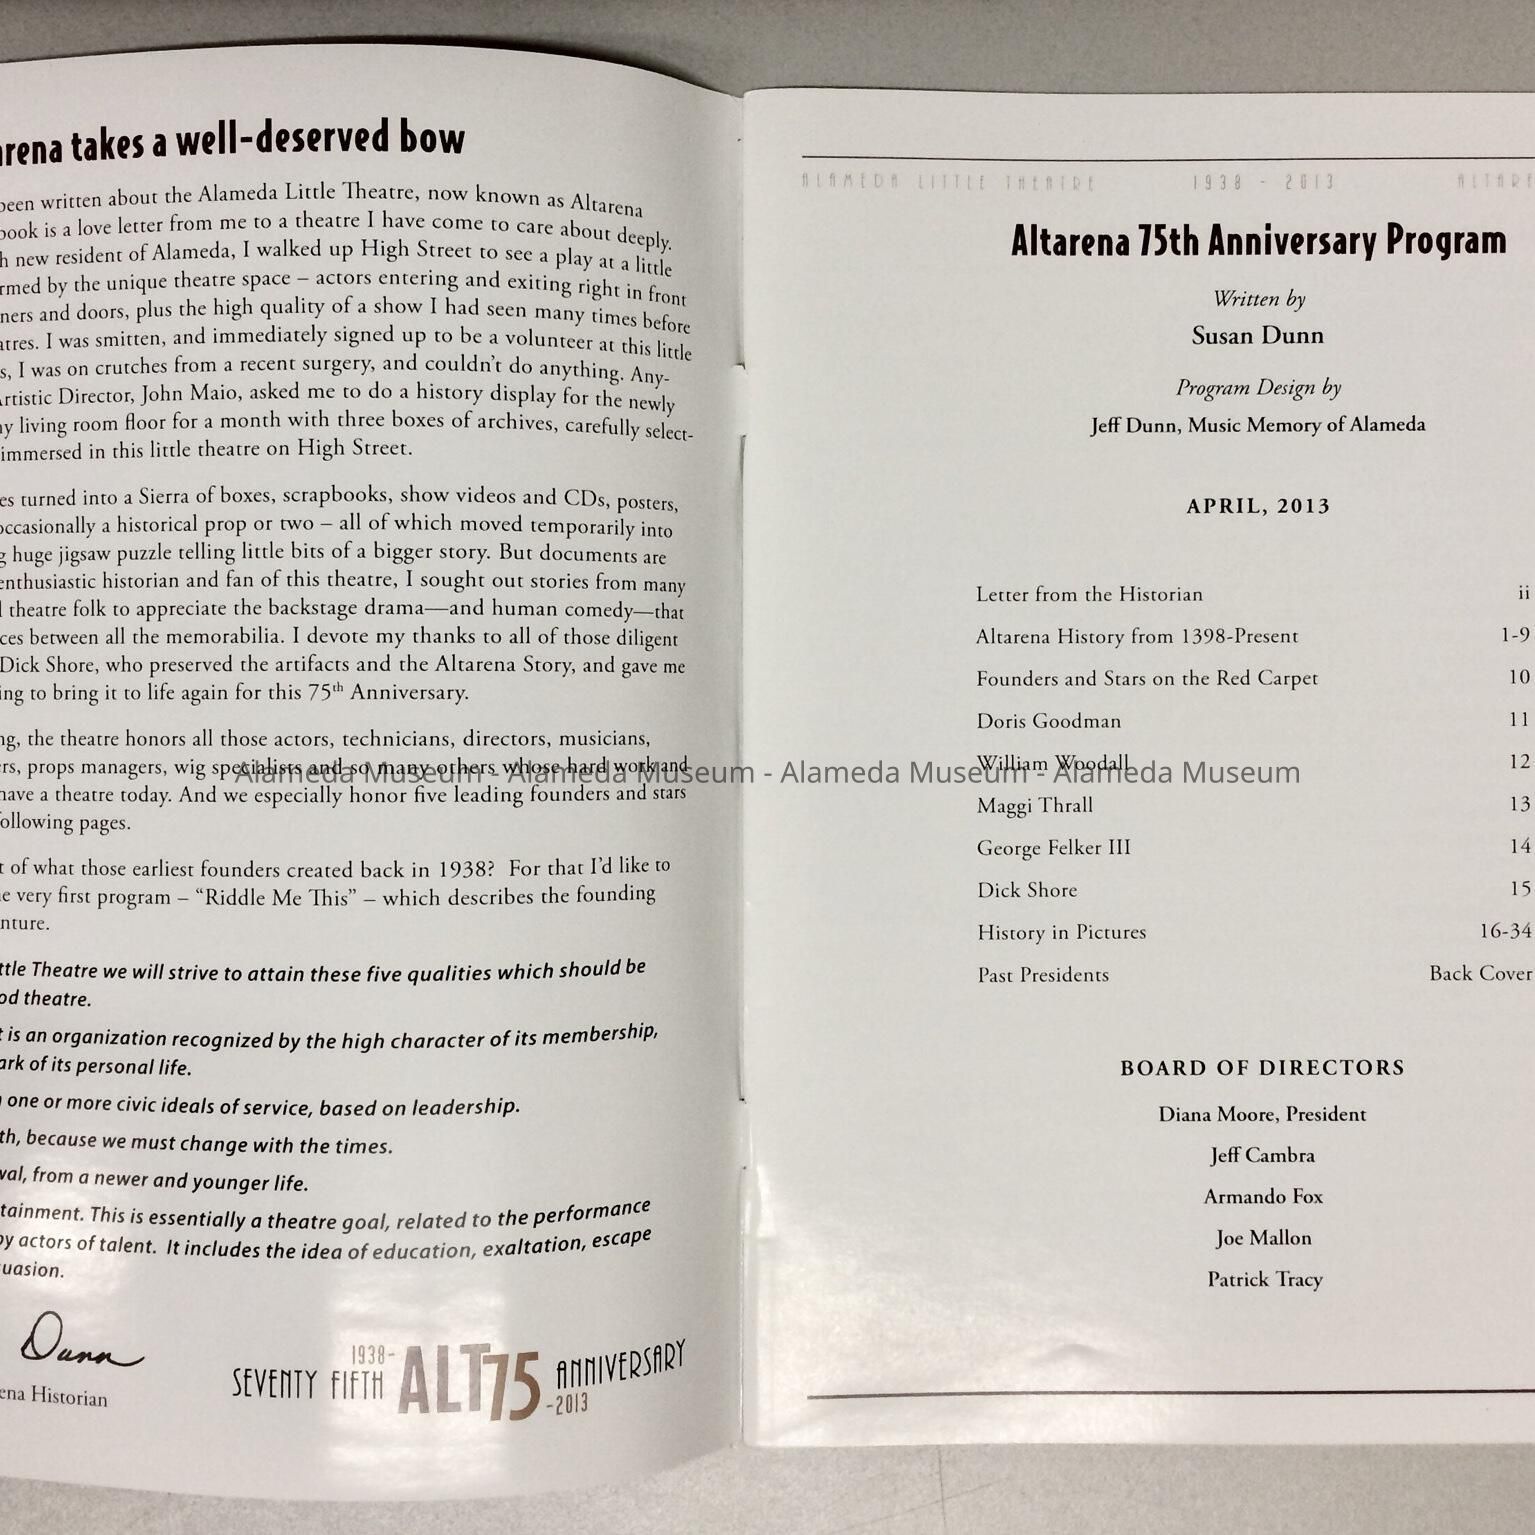 takes a well-deserved bow
been written about the Alameda Little Theatre, now known as Altarena
book is a love letter from me to a theatre I have come to care about deeply.
new resident of Alameda, I walked up High Street to see a play at a little
by the unique theatre space – actors entering and exiting right in front
and doors, plus the high quality of a show I had seen many times before
I was smitten, and immediately signed up to be a volunteer at this little
I was on crutches from a recent surgery, and couldn't do anything. Any-
Artistic Director, John Maio, asked me to do a history display for the newly
living room floor for a month with three boxes of archives, carefully select-
immersed in this little theatre on High Street.
turned into a Sierra of boxes, scrapbooks, show videos and CDs, posters,
occasionally a historical prop or two – all of which moved temporarily into
huge jigsaw puzzle telling little bits of a bigger story. But documents are
enthusiastic historian and fan of this theatre, I sought out stories from many
theatre folk to appreciate the backstage drama—and human comedy—that
between all the memorabilia. I devote my thanks to all of those diligent
Dick Shore, who preserved the artifacts and the Altarena Story, and gave me
to bring it to life again for this 75th Anniversary.
the theatre honors all those actors, technicians, directors, musicians,
props managers, wig specialists and so many others whose hard work and
have a theatre today. And we especially honor five leading founders and stars
following pages.
of what those earliest founders created back in 1938? For that I'd like to
very first program – “Riddle Me This” – which describes the founding
Theatre we will strive to attain these five qualities which should be
theatre.
is an organization recognized by the high character of its membership,
of its personal life.
one or more civic ideals of service, based on leadership.
because we must change with the times.
from a newer and younger life.
This is essentially a theatre goal, related to the performance
by actors of talent. It includes the idea of education, exaltation, escape
Dunn
Historian
SEVENTY FIFTH 1938- ALT75 -2013 ANNIVERSARY
ALAMEDA LITTLE THEATRE 1938 - 2013
Altarena 75th Anniversary Program
Written by
Susan Dunn
Program Design by
Jeff Dunn, Music Memory of Alameda
APRIL, 2013
Letter from the Historian ii
Altarena History from 1398-Present 1-9
Founders and Stars on the Red Carpet 10
Doris Goodman 11
William Woodall 12
Maggi Thrall 13
George Felker III 14
Dick Shore 15
History in Pictures 16-34
Past Presidents Back Cover
BOARD OF DIRECTORS
Diana Moore, President
Jeff Cambra
Armando Fox
Joe Mallon
Patrick Tracy
Alameda Museum - Alameda Museum - Alameda Museum - Alameda Museum